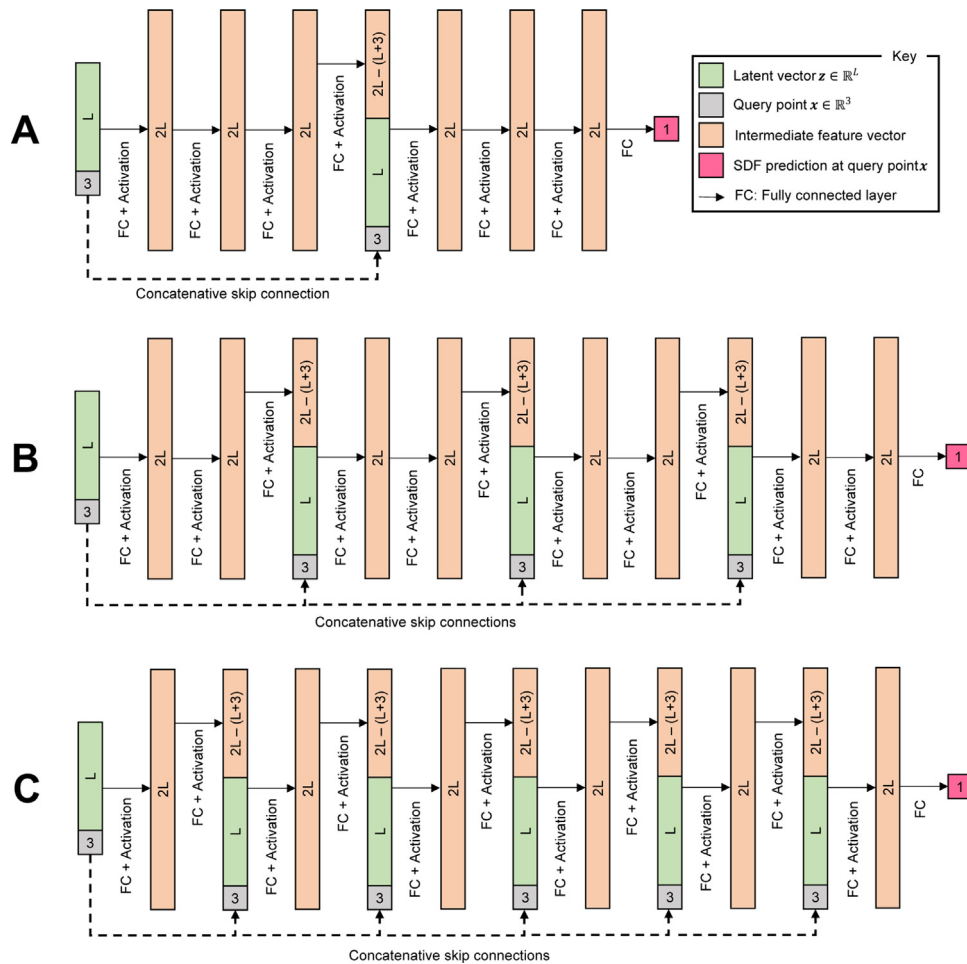 Key
Latent vector z ∈ ℝᴸ
Query point x ∈ ℝ³
Intermediate feature vector
SDF prediction at query point x
FC: Fully connected layer
A
L
3
FC + Activation
2L
FC + Activation
2L
FC + Activation
2L
FC + Activation
2L – (L+3)
L
3
FC + Activation
2L
FC + Activation
2L
FC + Activation
2L
FC
1
Concatenative skip connection
B
L
3
FC + Activation
2L
FC + Activation
2L
FC + Activation
2L – (L+3)
L
3
FC + Activation
2L
FC + Activation
2L
FC + Activation
2L – (L+3)
L
3
FC + Activation
2L
FC + Activation
2L
FC + Activation
2L – (L+3)
L
3
FC + Activation
2L
FC + Activation
2L
FC
1
Concatenative skip connections
C
L
3
FC + Activation
2L
FC + Activation
2L – (L+3)
L
3
FC + Activation
2L
FC + Activation
2L – (L+3)
L
3
FC + Activation
2L
FC + Activation
2L – (L+3)
L
3
FC + Activation
2L
FC + Activation
2L – (L+3)
L
3
FC + Activation
2L
FC + Activation
2L – (L+3)
L
3
FC + Activation
2L
FC
1
Concatenative skip connections